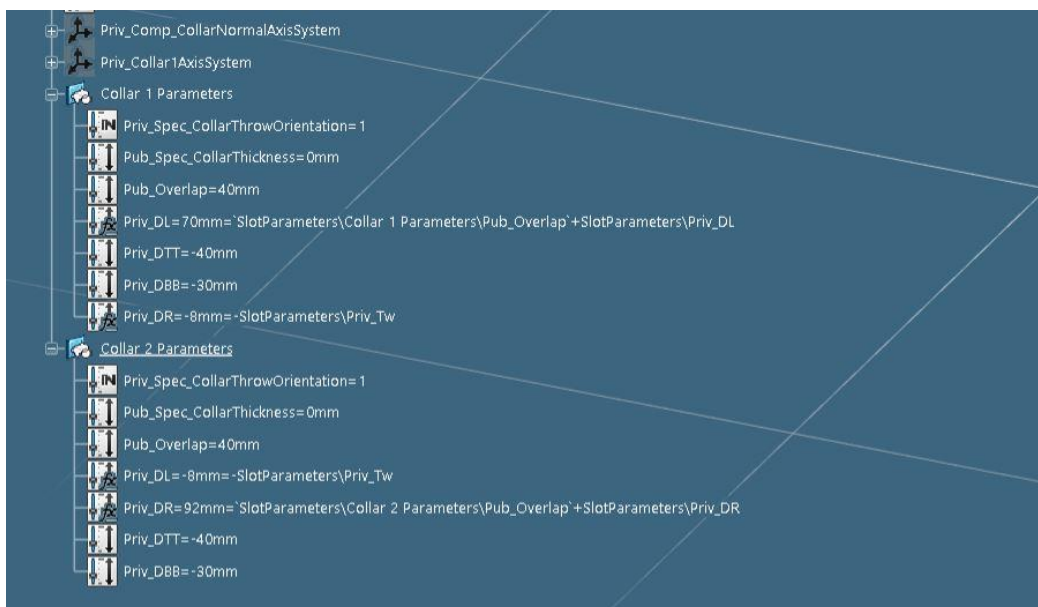 Priv_Comp_CollarNormalAxisSystem
Priv_Collar1AxisSystem
Collar 1 Parameters
Priv_Spec_CollarThrowOrientation=1
Pub_Spec_CollarThickness=0mm
Pub_Overlap=40mm
Priv_DL=70mm=`SlotParameters\Collar 1 Parameters\Pub_Overlap`+SlotParameters\Priv_DL
Priv_DTT=-40mm
Priv_DBB=-30mm
Priv_DR=-8mm=-SlotParameters\Priv_Tw
Collar 2 Parameters
Priv_Spec_CollarThrowOrientation=1
Pub_Spec_CollarThickness=0mm
Pub_Overlap=40mm
Priv_DL=-8mm=-SlotParameters\Priv_Tw
Priv_DR=92mm=`SlotParameters\Collar 2 Parameters\Pub_Overlap`+SlotParameters\Priv_DR
Priv_DTT=-40mm
Priv_DBB=-30mm